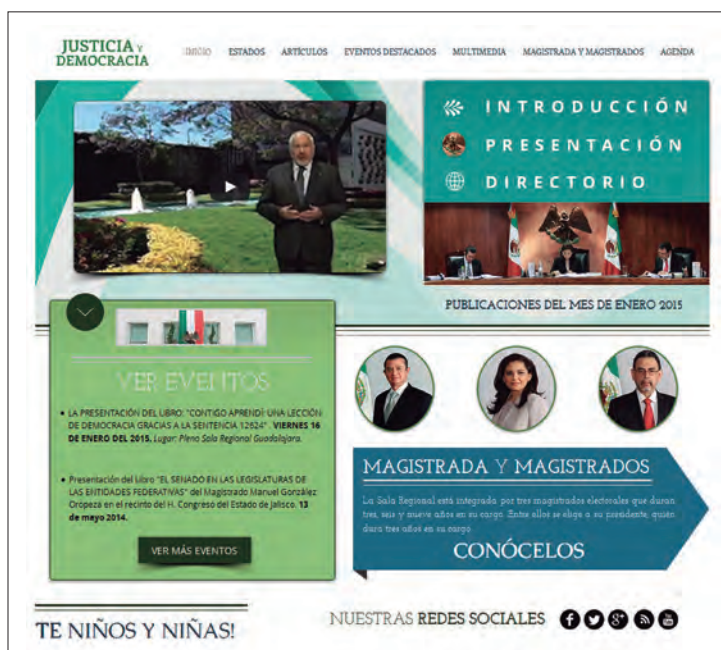 JUSTICIA Y
DEMOCRACIA
INICIO ESTADOS ARTÍCULOS EVENTOS DESTACADOS MULTIMEDIA MAGISTRADA Y MAGISTRADOS AGENDA
INTRODUCCIÓN
PRESENTACIÓN
DIRECTORIO
PUBLICACIONES DEL MES DE ENERO 2015
VER EVENTOS
• LA PRESENTACIÓN DEL LIBRO: "CONTIGO APRENDÍ: UNA LECCIÓN
DE DEMOCRACIA GRACIAS A LA SENTENCIA 12624". VIERNES 16
DE ENERO DEL 2015. Lugar: Pleno Sala Regional Guadalajara.
• Presentación del Libro "EL SENADO EN LAS LEGISLATURAS DE
LAS ENTIDADES FEDERATIVAS" del Magistrado Manuel González
Oropeza en el recinto del H. Congreso del Estado de Jalisco. 13
de mayo 2014.
VER MÁS EVENTOS
MAGISTRADA Y MAGISTRADOS
La Sala Regional está integrada por tres magistrados electorales que duran
tres, seis y nueve años en su cargo. Entre ellos se elige a su presidente, quién
dura tres años en su cargo.
CONÓCELOS
TE NIÑOS Y NIÑAS!
NUESTRAS REDES SOCIALES